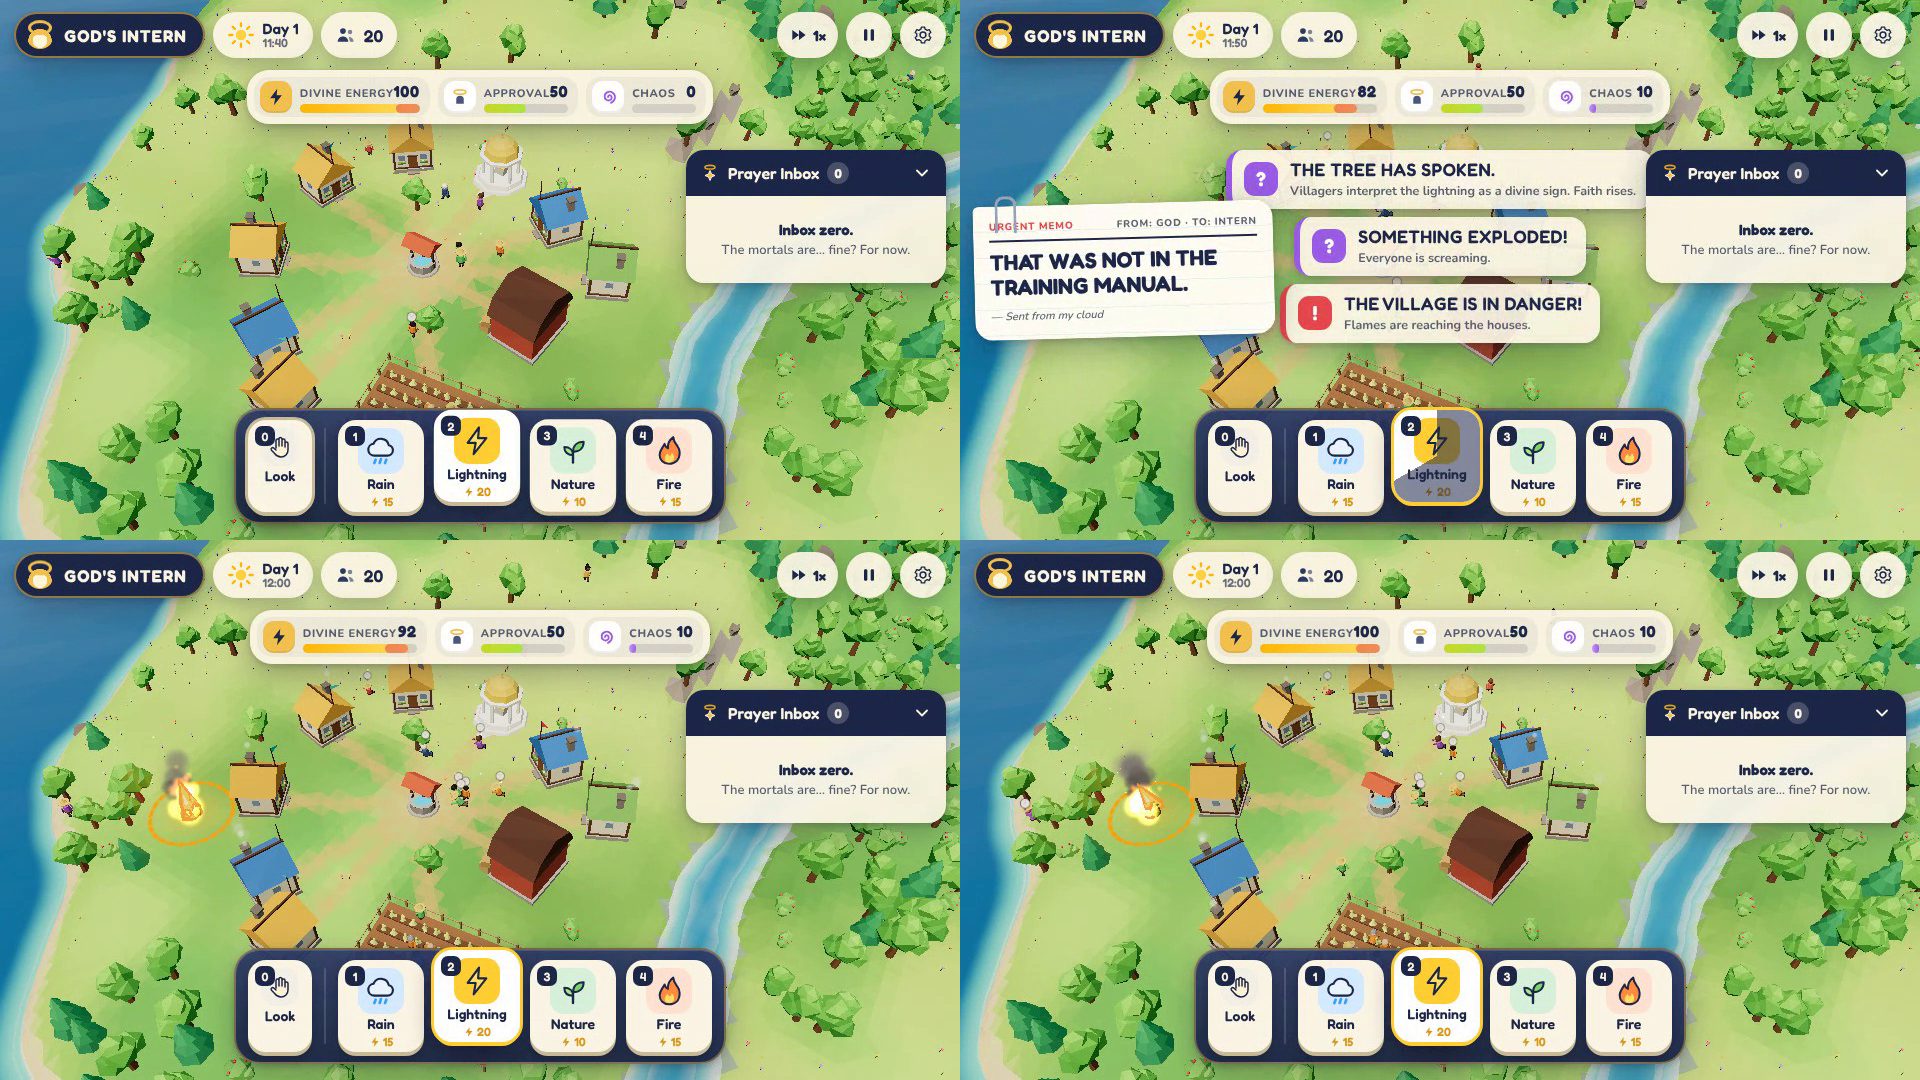 GOD'S INTERN
Day 1
11:40
20
1x
DIVINE ENERGY 100
APPROVAL 50
CHAOS 0
Prayer Inbox 0
Inbox zero.
The mortals are... fine? For now.
0
Look
1
Rain
15
2
Lightning
20
3
Nature
10
4
Fire
15
GOD'S INTERN
Day 1
11:50
20
1x
DIVINE ENERGY 82
APPROVAL 50
CHAOS 10
?
THE TREE HAS SPOKEN.
Villagers interpret the lightning as a divine sign. Faith rises.
?
SOMETHING EXPLODED!
Everyone is screaming.
!
THE VILLAGE IS IN DANGER!
Flames are reaching the houses.
URGENT MEMO
FROM: GOD · TO: INTERN
THAT WAS NOT IN THE
TRAINING MANUAL.
— Sent from my cloud
Prayer Inbox 0
Inbox zero.
The mortals are... fine? For now.
0
Look
1
Rain
15
2
Lightning
20
3
Nature
10
4
Fire
15
GOD'S INTERN
Day 1
12:00
20
1x
DIVINE ENERGY 92
APPROVAL 50
CHAOS 10
Prayer Inbox 0
Inbox zero.
The mortals are... fine? For now.
0
Look
1
Rain
15
2
Lightning
20
3
Nature
10
4
Fire
15
GOD'S INTERN
Day 1
12:00
20
1x
DIVINE ENERGY 100
APPROVAL 50
CHAOS 10
Prayer Inbox 0
Inbox zero.
The mortals are... fine? For now.
0
Look
1
Rain
15
2
Lightning
20
3
Nature
10
4
Fire
15